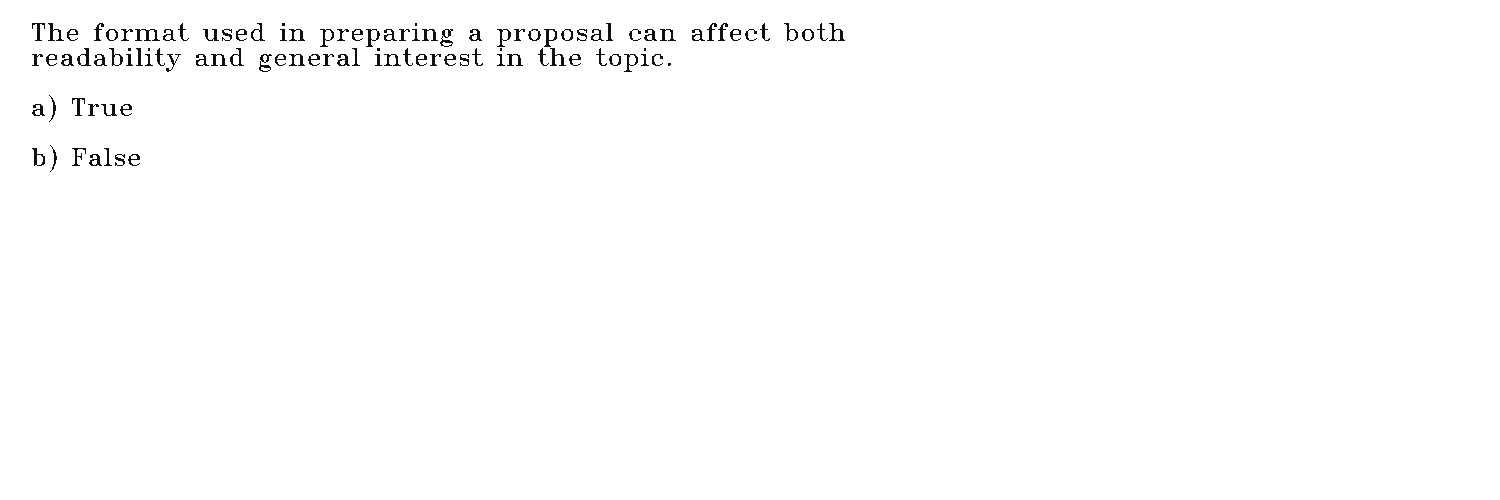 The format used in preparing a proposal can affect both
readability and general interest in the topic.
a) True
b) False